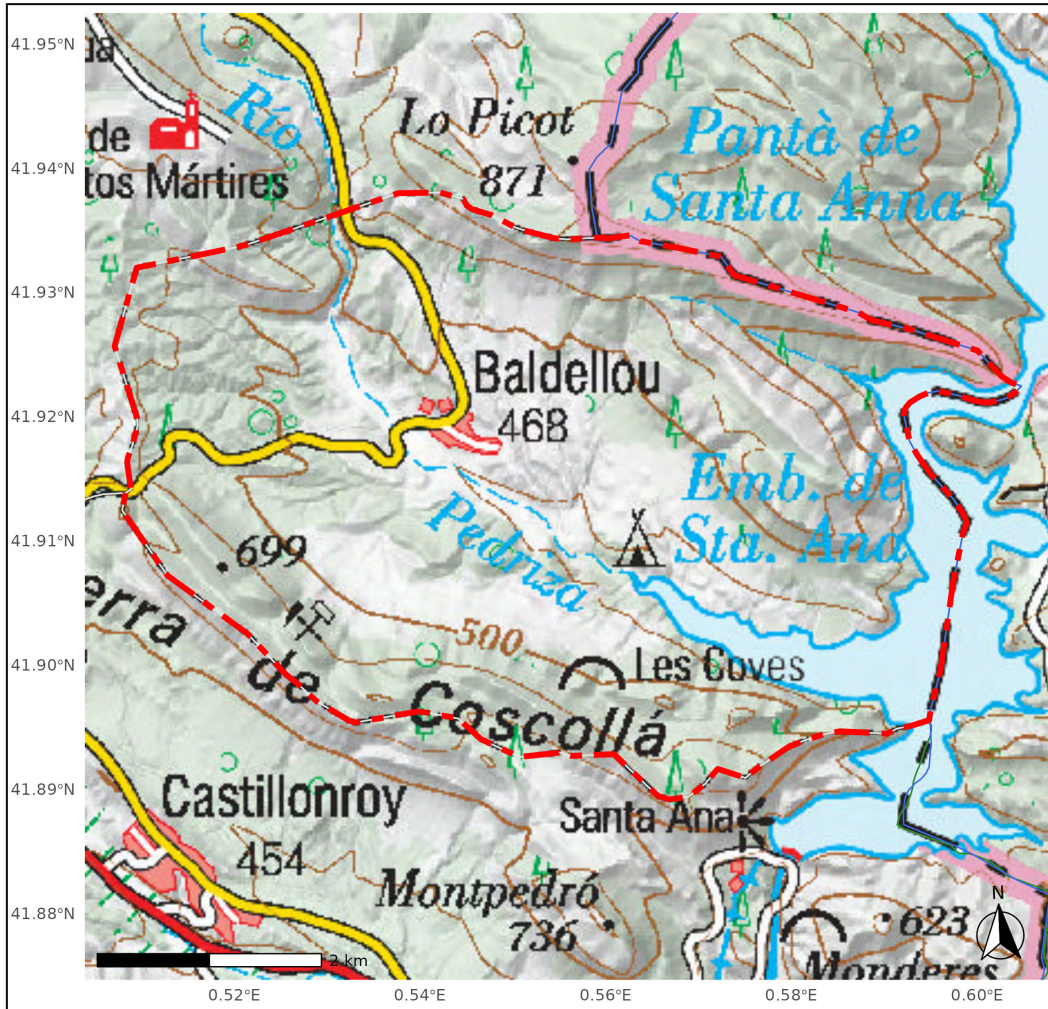 41.95°N
41.94°N
41.93°N
41.92°N
41.91°N
41.90°N
41.89°N
41.88°N
Río
Lo Picot
871
Pantà de
Santa Anna
de
tos Mártires
Baldellou
468
Emb. de
Sta. Ana
Pedriza
699
erra de Coscollá
500
Les Coves
Castillonroy
454
Santa Ana
Montpedró
736
623
Monderes
N
2 km
0.52°E
0.54°E
0.56°E
0.58°E
0.60°E